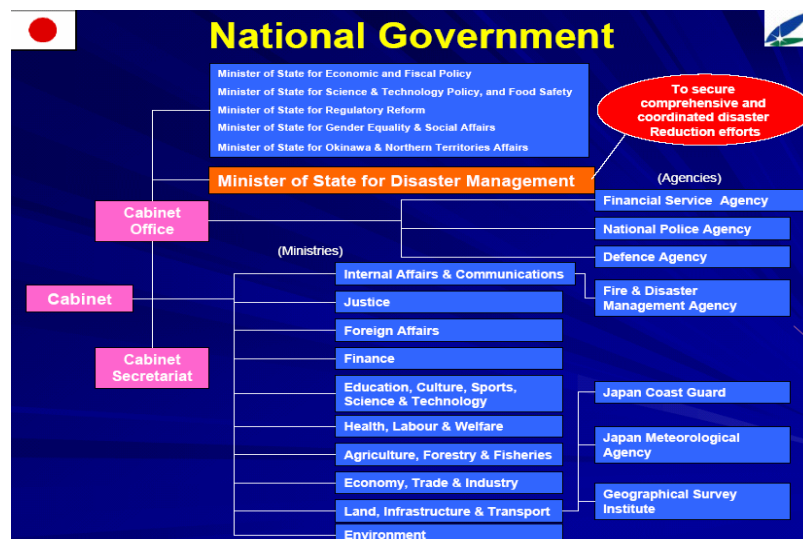 National Government
Minister of State for Economic and Fiscal Policy
Minister of State for Science & Technology Policy, and Food Safety
Minister of State for Regulatory Reform
Minister of State for Gender Equality & Social Affairs
Minister of State for Okinawa & Northern Territories Affairs
To secure
comprehensive and
coordinated disaster
Reduction efforts
Minister of State for Disaster Management
(Agencies)
Financial Service Agency
Cabinet
Office
National Police Agency
Defence Agency
(Ministries)
Internal Affairs & Communications
Fire & Disaster
Management Agency
Cabinet
Justice
Foreign Affairs
Cabinet
Secretariat
Finance
Education, Culture, Sports,
Science & Technology
Japan Coast Guard
Health, Labour & Welfare
Japan Meteorological
Agency
Agriculture, Forestry & Fisheries
Economy, Trade & Industry
Geographical Survey
Institute
Land, Infrastructure & Transport
Environment